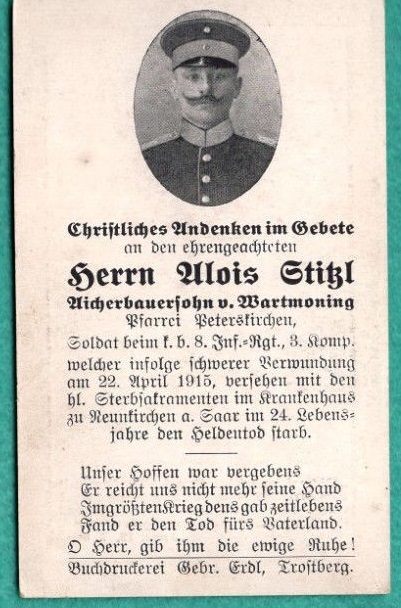 Christliches Andenken im Gebete
an den ehrengeachteten
Herrn Alois Stitzl
Aicherbauersohn v. Wartmoning
Pfarrei Peterskirchen,
Soldat beim k. b. 8. Inf.-Rgt., 3. Komp.
welcher infolge schwerer Verwundung
am 22. April 1915, versehen mit den
hl. Sterbsakramenten im Krankenhaus
zu Neunkirchen a. Saar im 24. Lebens-
jahre den Heldentod starb.
Unser Hoffen war vergebens
Er reicht uns nicht mehr seine Hand
Im größten Krieg den s gab zeitlebens
Fand er den Tod fürs Vaterland.
O Herr, gib ihm die ewige Ruhe!
Buchdruckerei Gebr. Erdl, Trostberg.